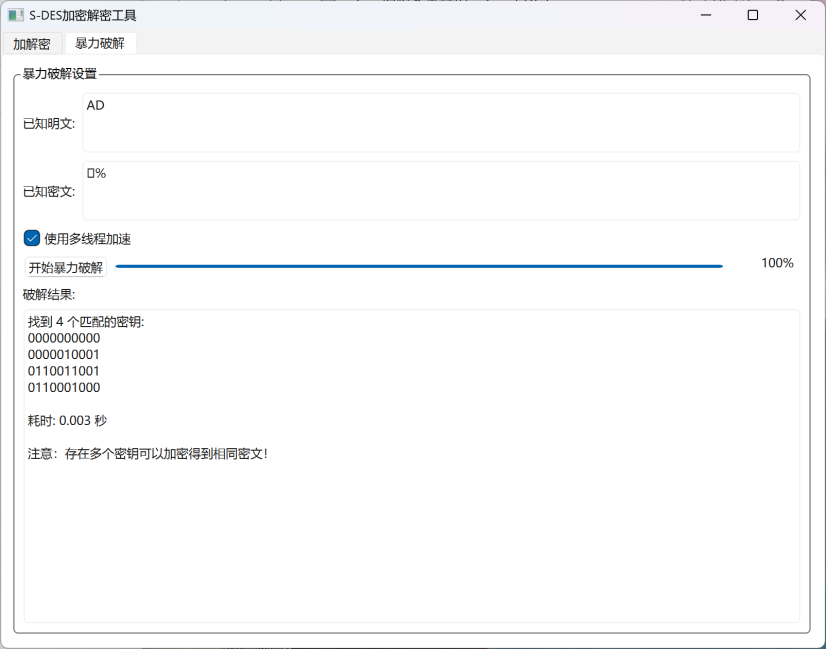 S-DES加密解密工具
加解密
暴力破解
暴力破解设置
已知明文:
AD
已知密文:
%
使用多线程加速
开始暴力破解
100%
破解结果:
找到 4 个匹配的密钥:
0000000000
0000010001
0110011001
0110001000
耗时: 0.003 秒
注意：存在多个密钥可以加密得到相同密文！